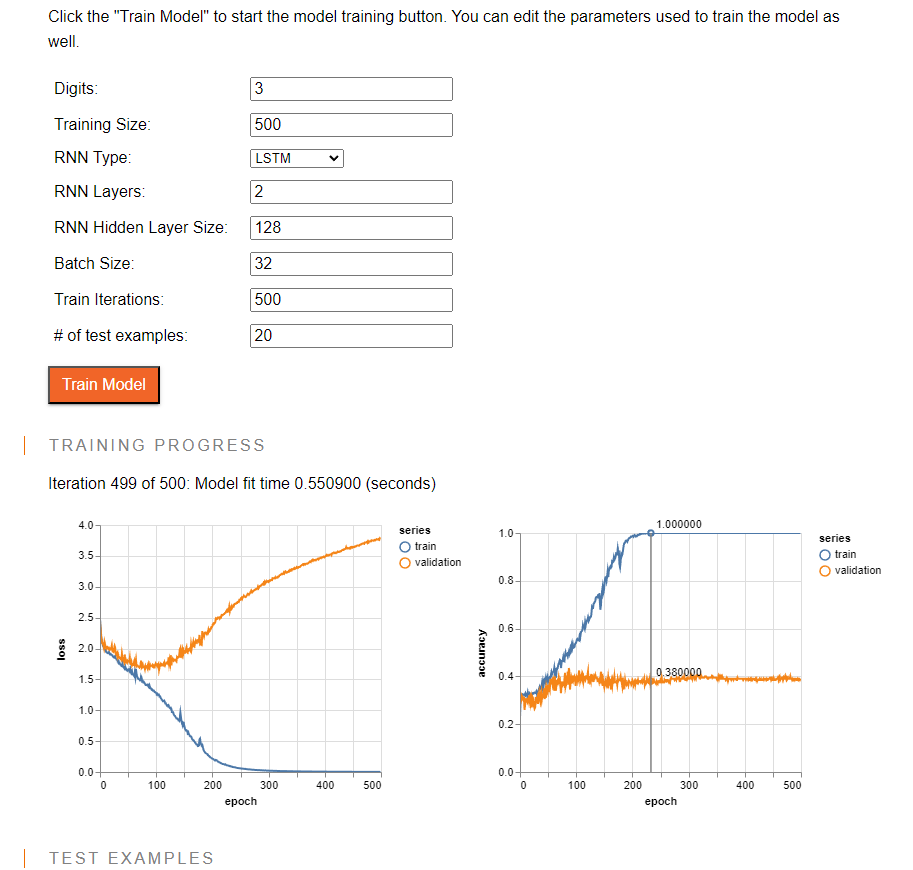 Click the "Train Model" to start the model training button. You can edit the parameters used to train the model as
well.
Digits: 3
Training Size: 500
RNN Type: LSTM
RNN Layers: 2
RNN Hidden Layer Size: 128
Batch Size: 32
Train Iterations: 500
# of test examples: 20
Train Model
TRAINING PROGRESS
Iteration 499 of 500: Model fit time 0.550900 (seconds)
4.0
3.5
3.0
2.5
2.0
1.5
1.0
0.5
0.0
loss
0 100 200 300 400 500
epoch
series
train
validation
1.0
0.8
0.6
0.4
0.2
0.0
accuracy
1.000000
0.380000
0 100 200 300 400 500
epoch
series
train
validation
TEST EXAMPLES